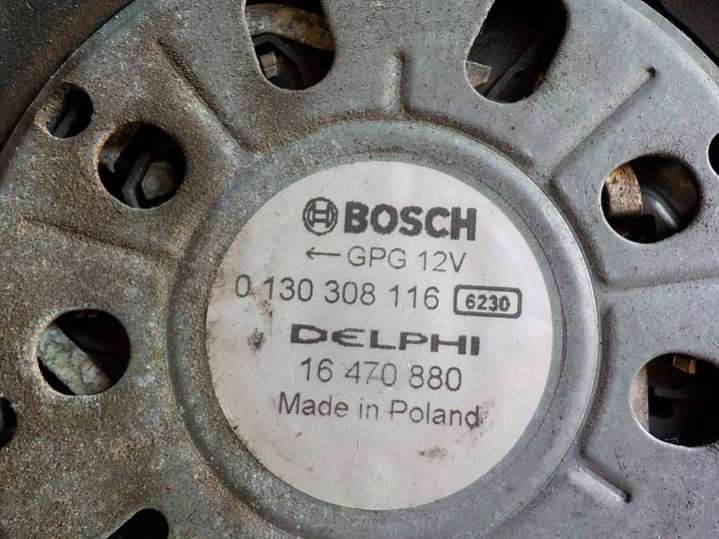 BOSCH
← GPG 12V
0 130 308 116 6230
DELPHI
16 470 880
Made in Poland